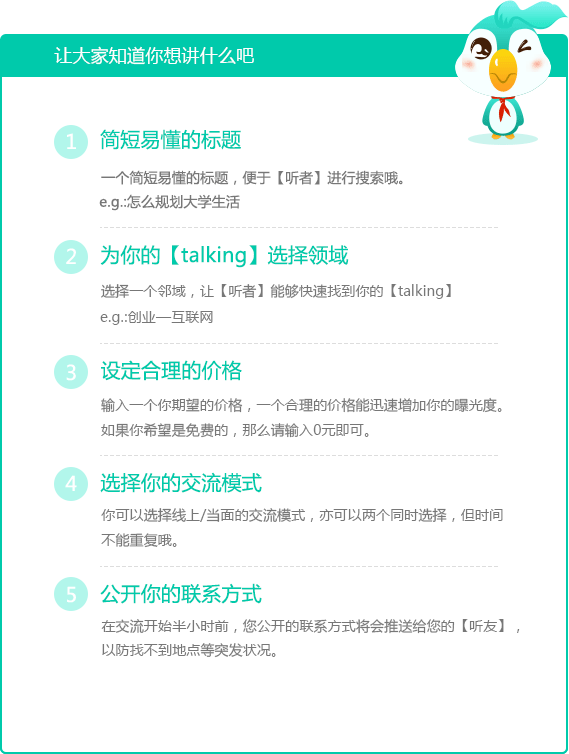 让大家知道你想讲什么吧
1 简短易懂的标题
一个简短易懂的标题，便于【听者】进行搜索哦。
e.g.:怎么规划大学生活
2 为你的【talking】选择领域
选择一个邻域，让【听者】能够快速找到你的【talking】
e.g.:创业—互联网
3 设定合理的价格
输入一个你期望的价格，一个合理的价格能迅速增加你的曝光度。
如果你希望是免费的，那么请输入0元即可。
4 选择你的交流模式
你可以选择线上/当面的交流模式，亦可以两个同时选择，但时间
不能重复哦。
5 公开你的联系方式
在交流开始半小时前，您公开的联系方式将会推送给您的【听友】，
以防找不到地点等突发状况。